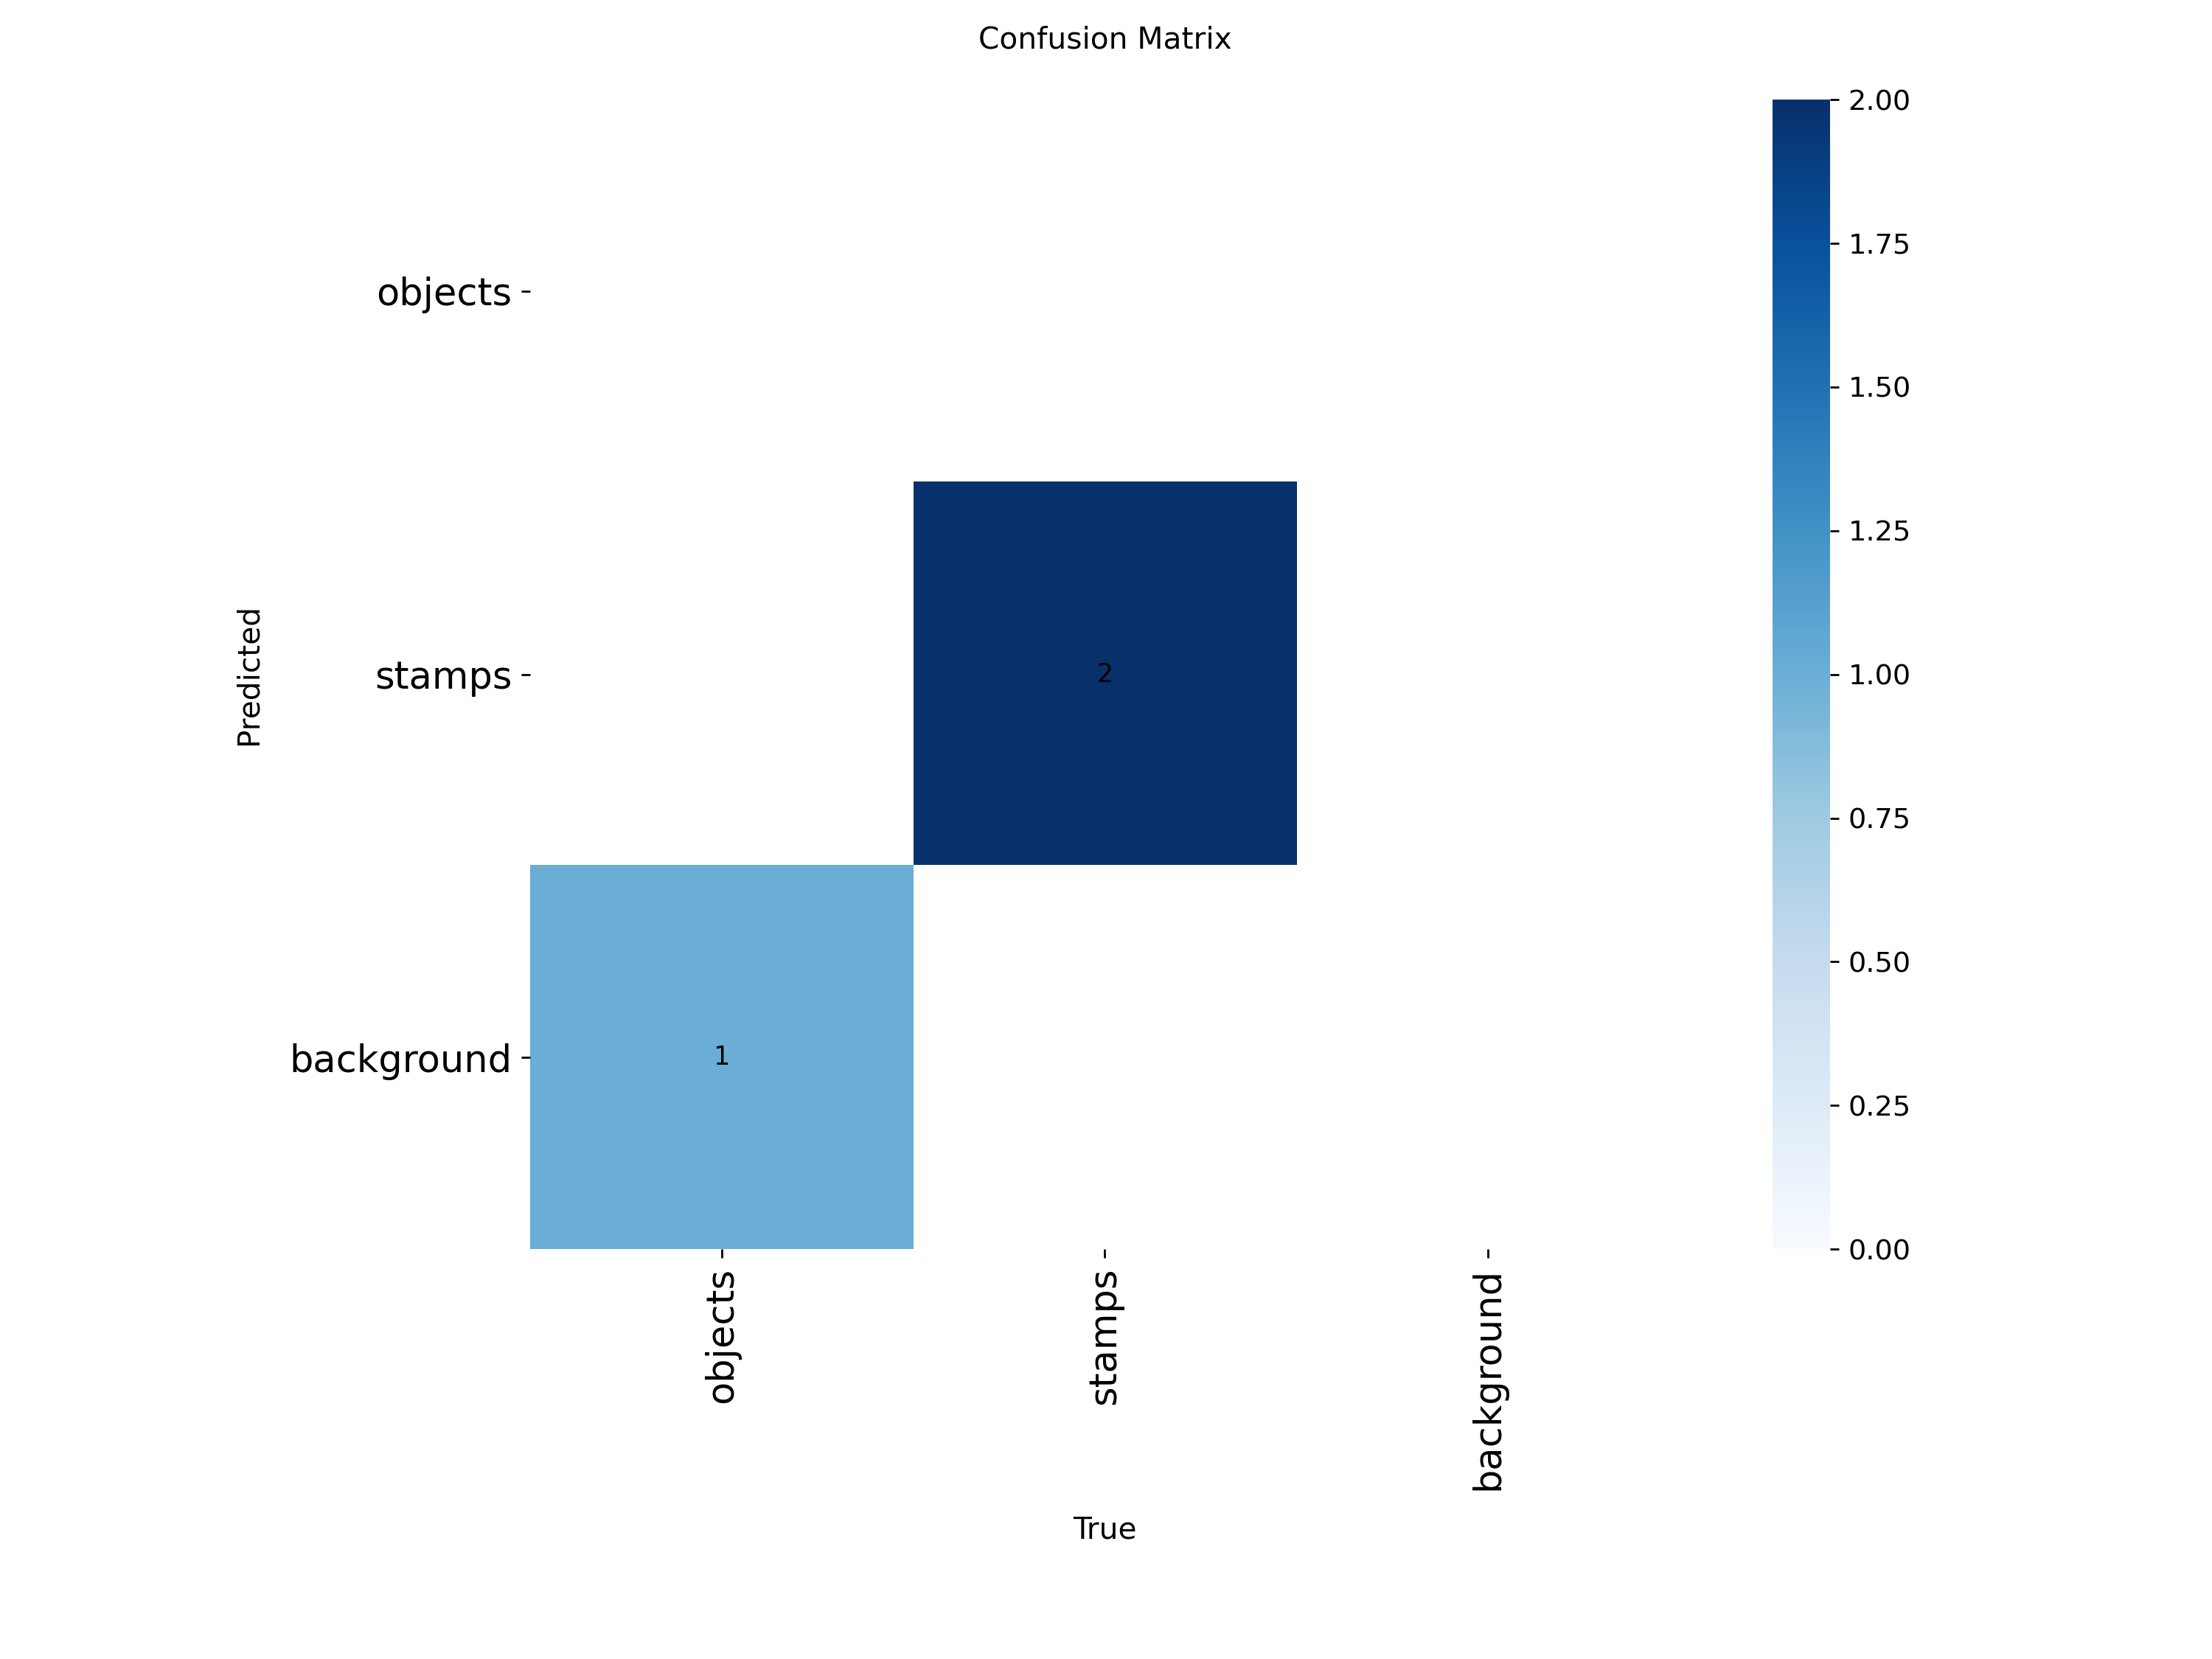 Confusion Matrix
2.00
1.75
1.50
1.25
1.00
0.75
0.50
0.25
0.00
Predicted
objects
stamps
background
2
1
objects
stamps
background
True